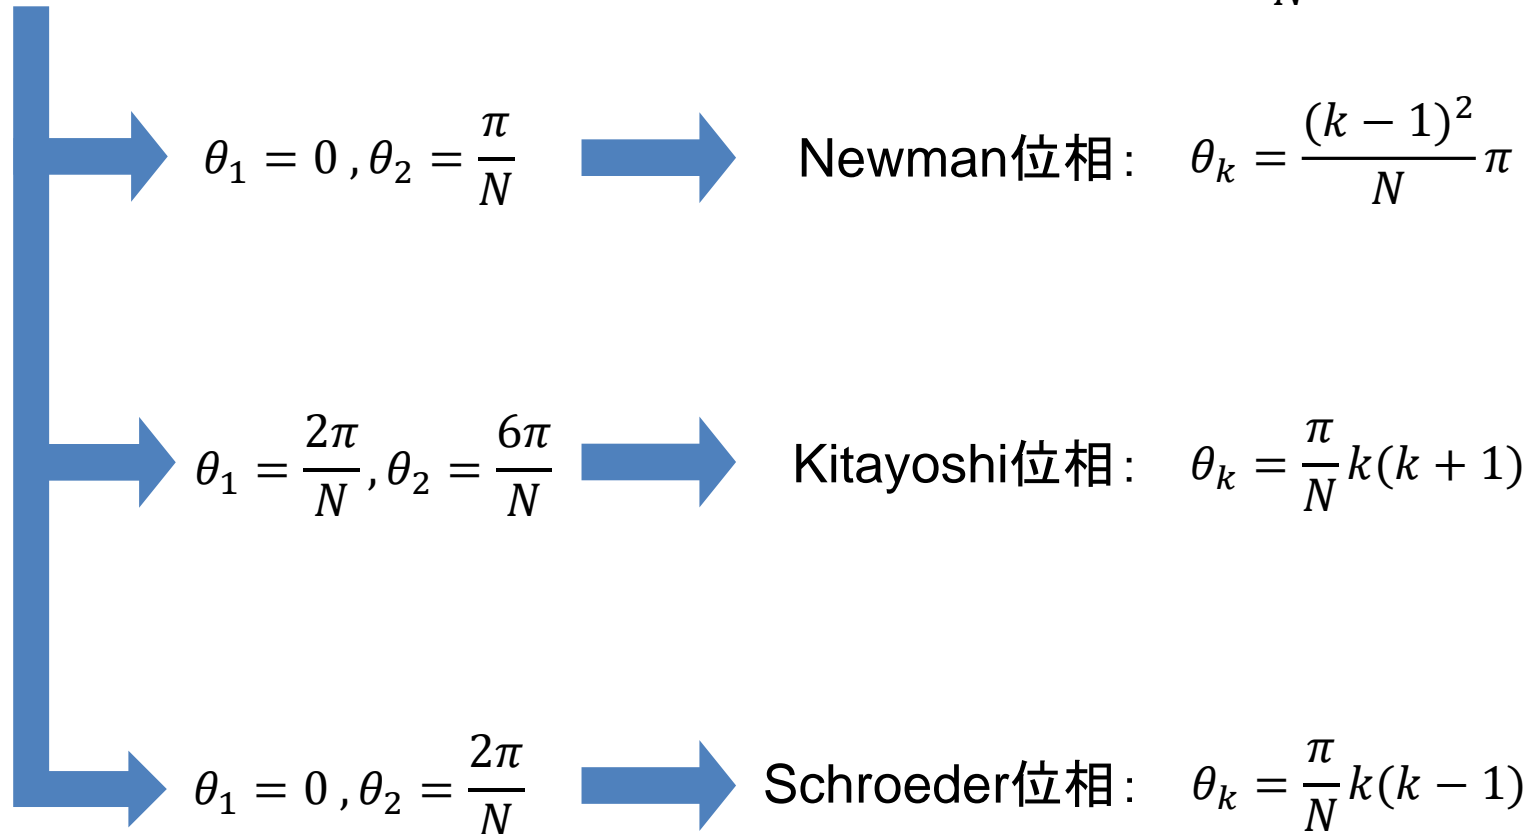 N
θ₁ = 0 , θ₂ = π/N Newman位相： θₖ = (k − 1)²/N π
θ₁ = 2π/N , θ₂ = 6π/N Kitayoshi位相： θₖ = π/N k(k + 1)
θ₁ = 0 , θ₂ = 2π/N Schroeder位相： θₖ = π/N k(k − 1)